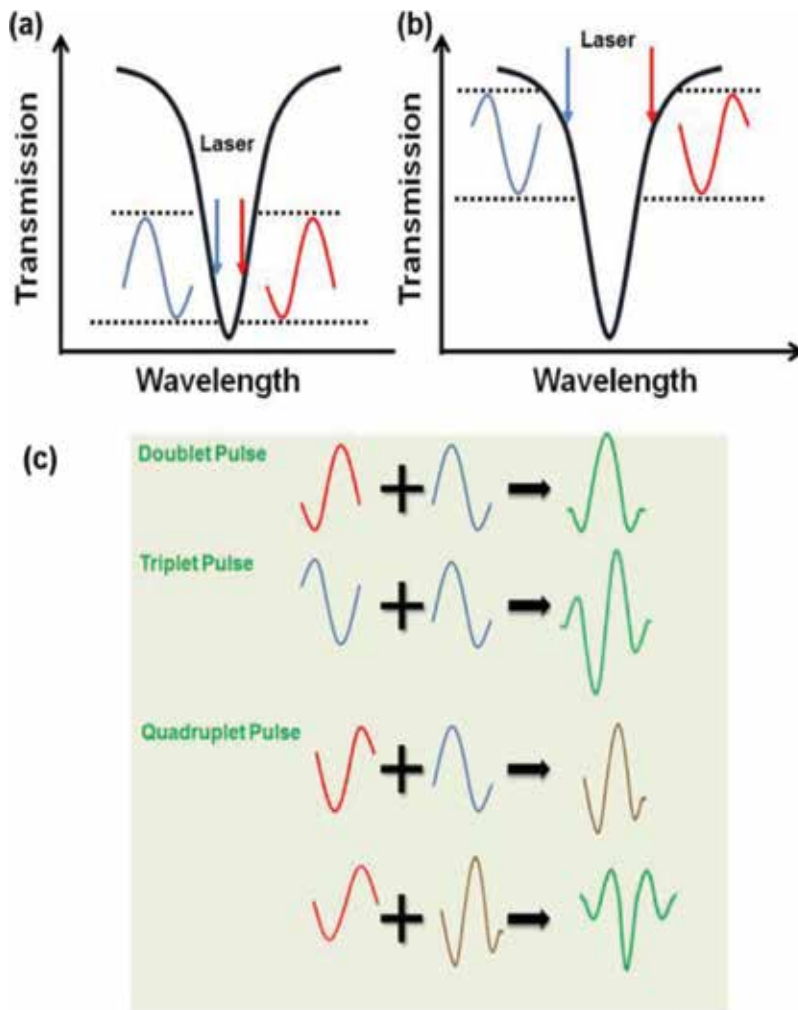 (a)
Transmission
Laser
Wavelength
(b)
Transmission
Laser
Wavelength
(c)
Doublet Pulse
Triplet Pulse
Quadruplet Pulse